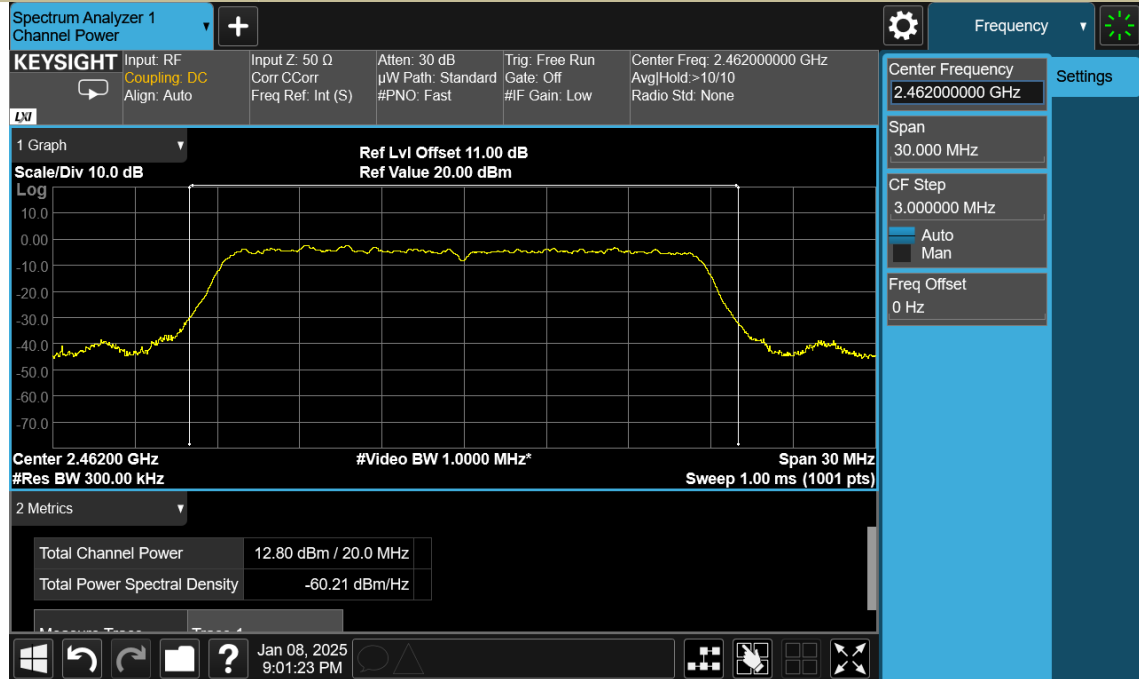 Spectrum Analyzer 1
Channel Power
Frequency
KEYSIGHT
LXI
Input: RF
Coupling: DC
Align: Auto
Input Z: 50 Ω
Corr CCorr
Freq Ref: Int (S)
Atten: 30 dB
µW Path: Standard
#PNO: Fast
Trig: Free Run
Gate: Off
#IF Gain: Low
Center Freq: 2.462000000 GHz
Avg|Hold:>10/10
Radio Std: None
1 Graph
Scale/Div 10.0 dB
Ref Lvl Offset 11.00 dB
Ref Value 20.00 dBm
Log
10.0
0.00
-10.0
-20.0
-30.0
-40.0
-50.0
-60.0
-70.0
Center 2.46200 GHz
#Video BW 1.0000 MHz*
Span 30 MHz
#Res BW 300.00 kHz
Sweep 1.00 ms (1001 pts)
2 Metrics
Total Channel Power 12.80 dBm / 20.0 MHz
Total Power Spectral Density -60.21 dBm/Hz
?
Jan 08, 2025
9:01:23 PM
Center Frequency
2.462000000 GHz
Settings
Span
30.000 MHz
CF Step
3.000000 MHz
Auto
Man
Freq Offset
0 Hz